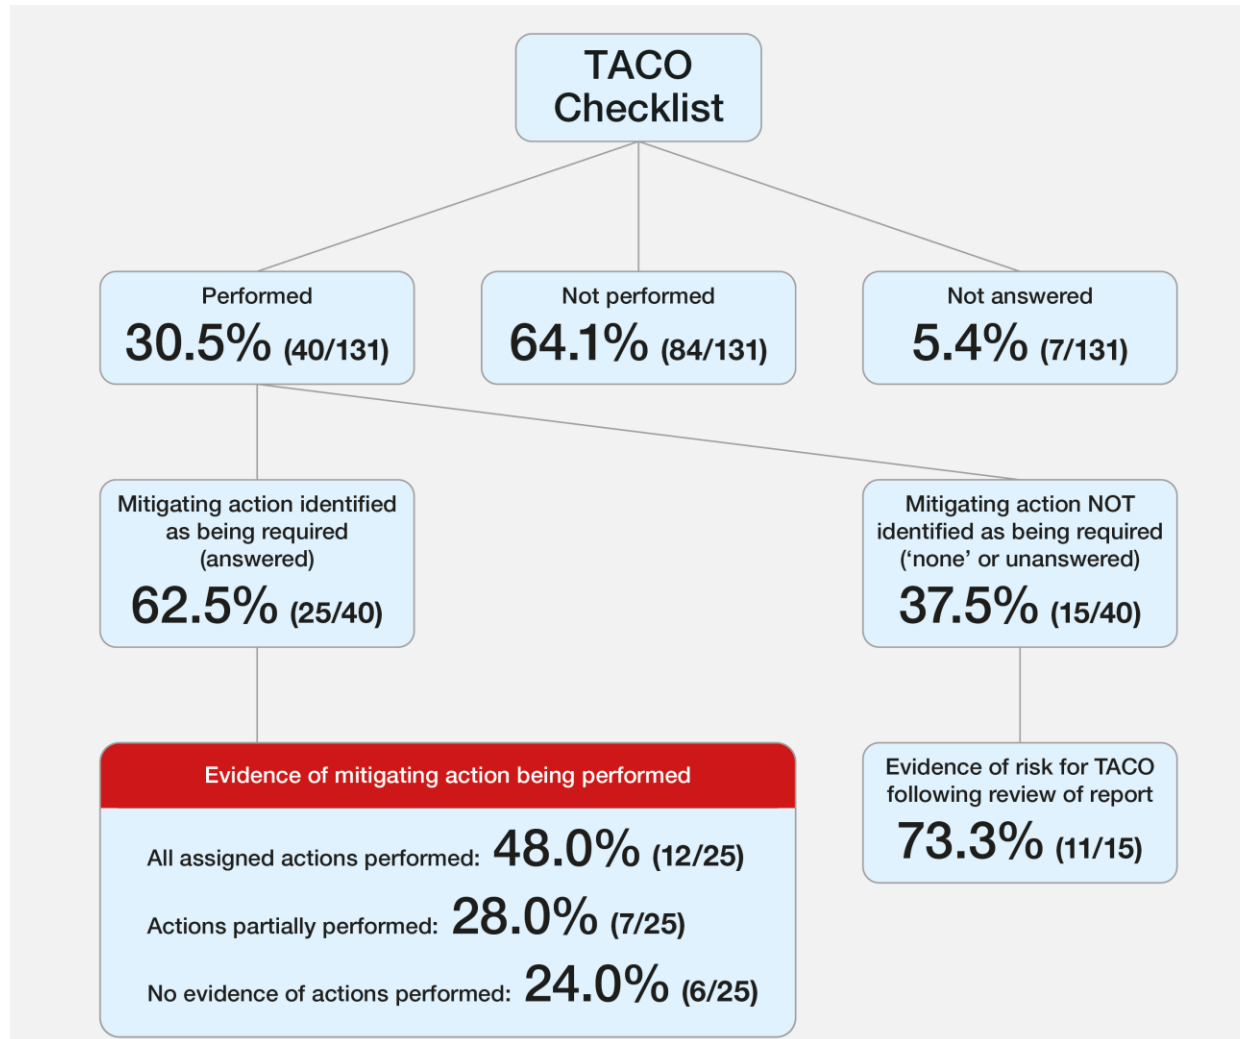 TACO
Checklist
Performed
30.5% (40/131)
Not performed
64.1% (84/131)
Not answered
5.4% (7/131)
Mitigating action identified
as being required
(answered)
62.5% (25/40)
Mitigating action NOT
identified as being required
(‘none’ or unanswered)
37.5% (15/40)
Evidence of mitigating action being performed
All assigned actions performed: 48.0% (12/25)
Actions partially performed: 28.0% (7/25)
No evidence of actions performed: 24.0% (6/25)
Evidence of risk for TACO
following review of report
73.3% (11/15)